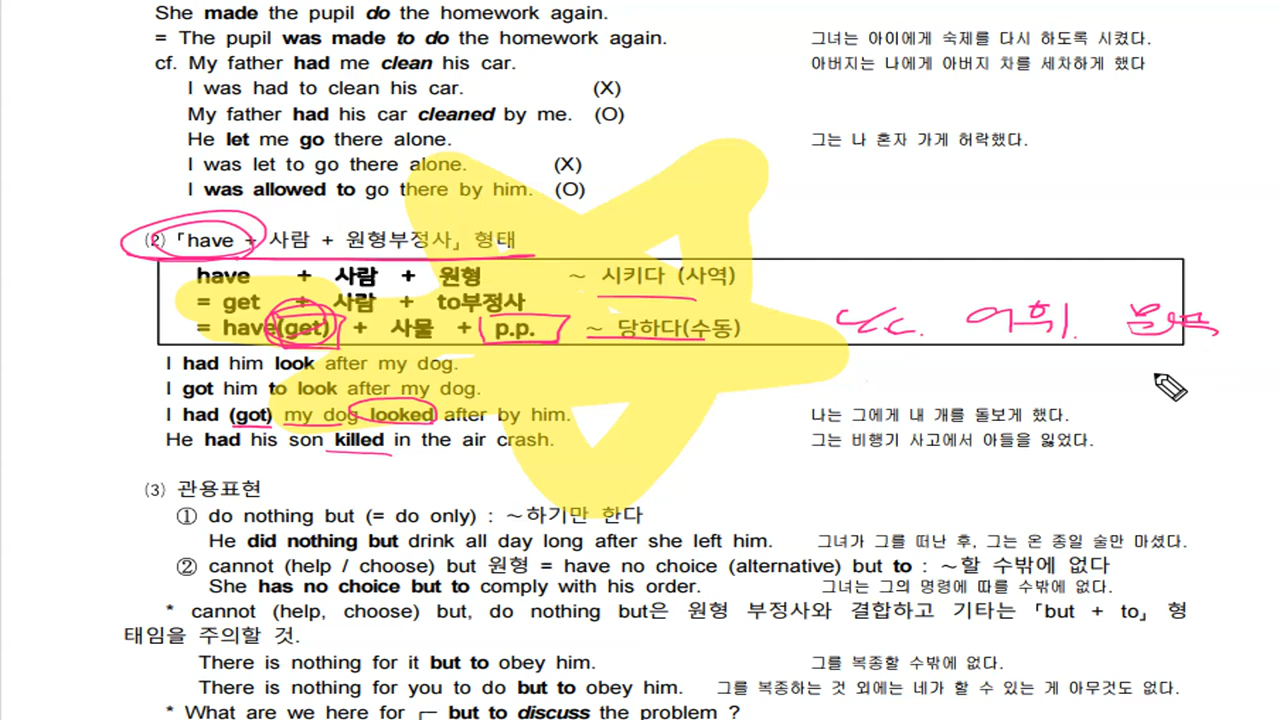 She made the pupil do the homework again.
= The pupil was made to do the homework again. 그녀는 아이에게 숙제를 다시 하도록 시켰다.
cf. My father had me clean his car. 아버지는 나에게 아버지 차를 세차하게 했다
I was had to clean his car. (X)
My father had his car cleaned by me. (O)
He let me go there alone. 그는 나 혼자 가게 허락했다.
I was let to go there alone. (X)
I was allowed to go there by him. (O)
(2) 「have + 사람 + 원형부정사」 형태
have + 사람 + 원형 ~ 시키다 (사역)
= get + 사람 + to부정사
= have(get) + 사물 + p.p. ~ 당하다(수동)
어휘
I had him look after my dog.
I got him to look after my dog.
I had (got) my dog looked after by him. 나는 그에게 내 개를 돌보게 했다.
He had his son killed in the air crash. 그는 비행기 사고에서 아들을 잃었다.
(3) 관용표현
① do nothing but (= do only) : ~하기만 한다
He did nothing but drink all day long after she left him. 그녀가 그를 떠난 후, 그는 온 종일 술만 마셨다.
② cannot (help / choose) but 원형 = have no choice (alternative) but to : ~할 수밖에 없다
She has no choice but to comply with his order. 그녀는 그의 명령에 따를 수밖에 없다.
* cannot (help, choose) but, do nothing but은 원형 부정사와 결합하고 기타는 「but + to」 형
태임을 주의할 것.
There is nothing for it but to obey him. 그를 복종할 수밖에 없다.
There is nothing for you to do but to obey him. 그를 복종하는 것 외에는 네가 할 수 있는 게 아무것도 없다.
* What are we here for ┌─ but to discuss the problem ?